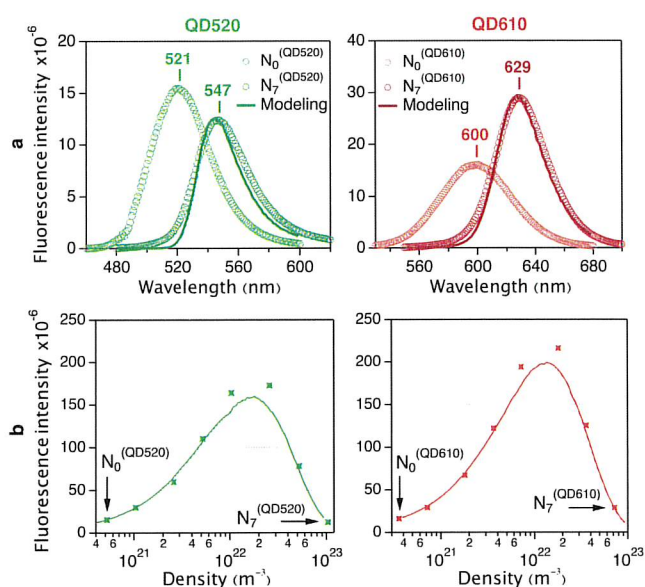 QD520
QD610
a
Fluorescence intensity x10-6
20
15
10
5
0
521
547
N0(QD520)
N7(QD520)
Modeling
480
520
560
600
Wavelength (nm)
40
30
20
10
0
600
629
N0(QD610)
N7(QD610)
Modeling
560
600
640
680
Wavelength (nm)
b
Fluorescence intensity x10-6
250
200
150
100
50
0
N0(QD520)
N7(QD520)
4 6 10^21 2 4 6 10^22 2 4 6 10^23
Density (m-3)
250
200
150
100
50
0
N0(QD610)
N7(QD610)
4 6 10^21 2 4 6 10^22 2 4 6 10^23
Density (m-3)